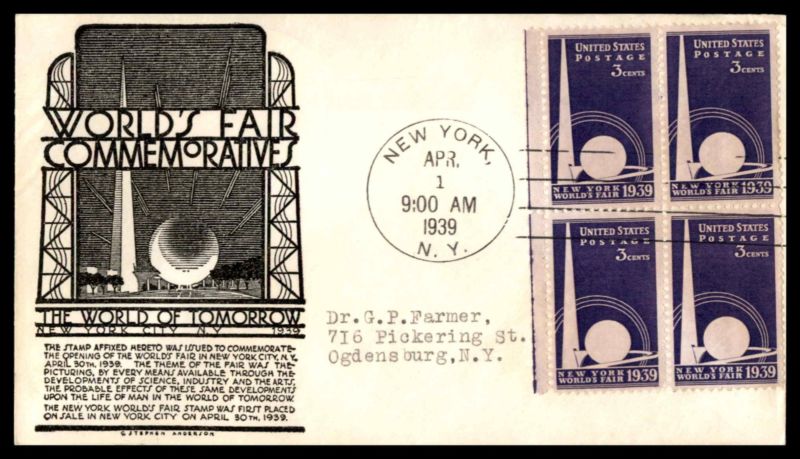 WORLD'S FAIR
COMMEMORATIVES
THE WORLD OF TOMORROW
NEW YORK CITY N.Y. 1939
THE STAMP AFFIXED HERETO WAS ISSUED TO COMMEMORATE
THE OPENING OF THE WORLD'S FAIR IN NEW YORK CITY, N.Y.
APRIL 30TH, 1939. THE THEME OF THE FAIR WAS THE
PICTURING, BY EVERY MEANS AVAILABLE THROUGH THE
DEVELOPMENTS OF SCIENCE, INDUSTRY AND THE ARTS,
THE PROBABLE EFFECTS OF THESE SAME DEVELOPMENTS
UPON THE LIFE OF MAN IN THE WORLD OF TOMORROW.
THE NEW YORK WORLD'S FAIR STAMP WAS FIRST PLACED
ON SALE IN NEW YORK CITY ON APRIL 30TH, 1939.
C. STEPHEN ANDERSON
NEW YORK,
APR.
1
9:00 AM
1939
N. Y.
Dr.G.P.Farmer,
716 Pickering St.
Ogdensburg,N.Y.
UNITED STATES
POSTAGE
3 CENTS
NEW YORK
WORLD'S FAIR 1939
UNITED STATES
POSTAGE
3 CENTS
NEW YORK
WORLD'S FAIR 1939
UNITED STATES
POSTAGE
3 CENTS
NEW YORK
WORLD'S FAIR 1939
UNITED STATES
POSTAGE
3 CENTS
NEW YORK
WORLD'S FAIR 1939